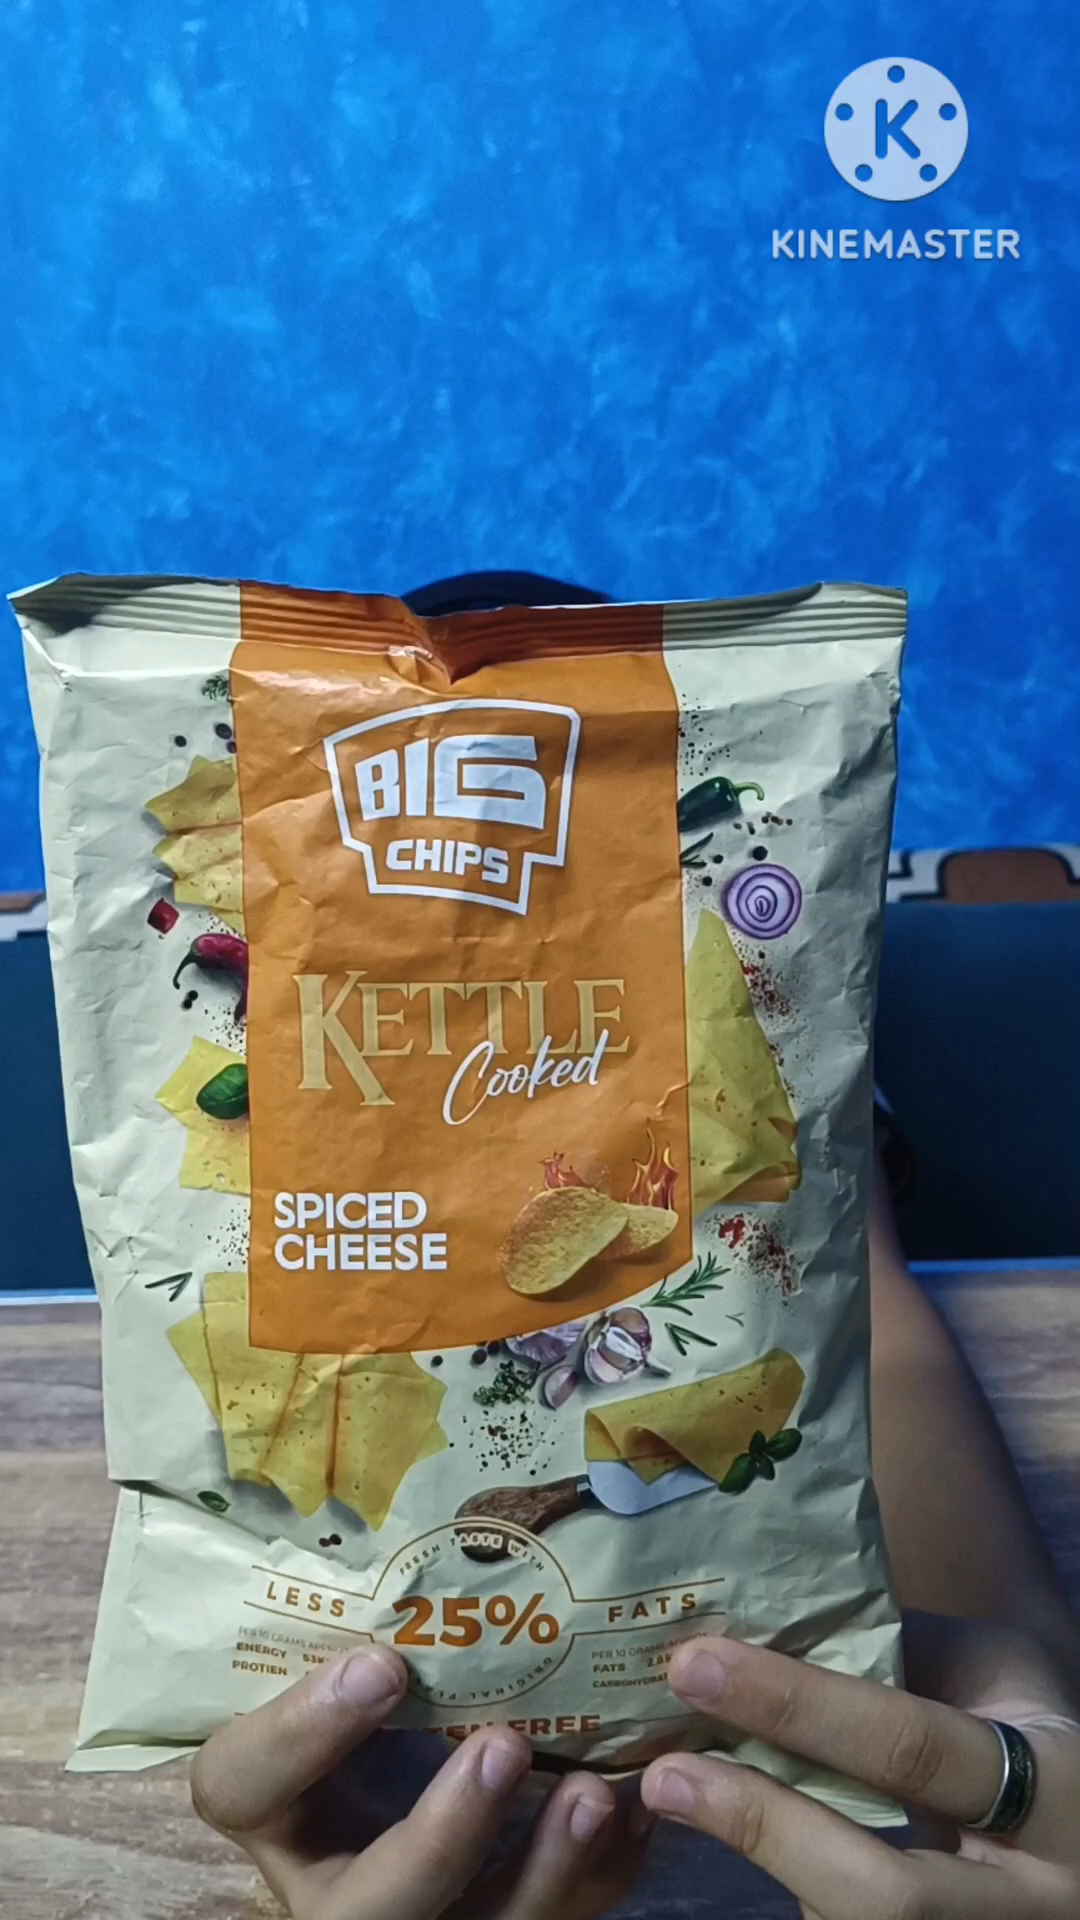 K
KINEMASTER
BIG
CHIPS
KETTLE
Cooked
SPICED
CHEESE
FRESH TASTE WITH
LESS 25% FATS
PER 10 GRAMS
ENERGY
PROTIEN
PER 10 GRAMS
FATS
ORIGINAL
FREE